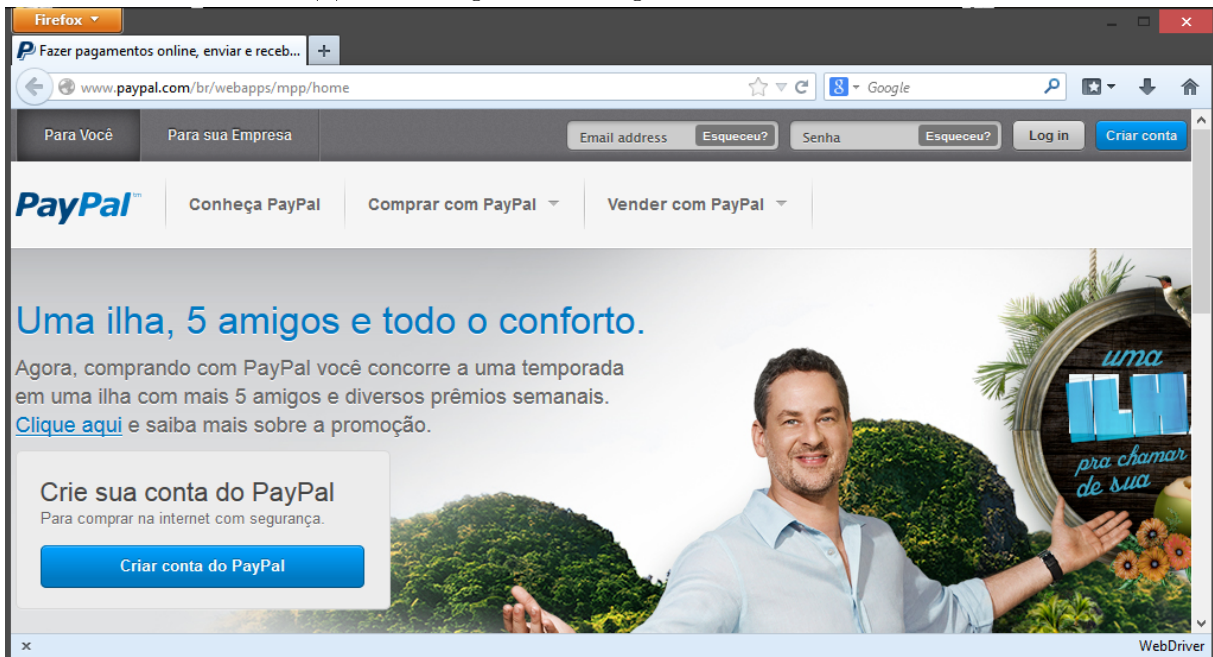 Firefox
Fazer pagamentos online, enviar e receb...
www.paypal.com/br/webapps/mpp/home
Google
Para Você
Para sua Empresa
Email address
Esqueceu?
Senha
Esqueceu?
Log in
Criar conta
PayPal™
Conheça PayPal
Comprar com PayPal
Vender com PayPal
Uma ilha, 5 amigos e todo o conforto.
Agora, comprando com PayPal você concorre a uma temporada
em uma ilha com mais 5 amigos e diversos prêmios semanais.
Clique aqui e saiba mais sobre a promoção.
uma
ILH
pra chamar
de sua
Crie sua conta do PayPal
Para comprar na internet com segurança.
Criar conta do PayPal
x
WebDriver